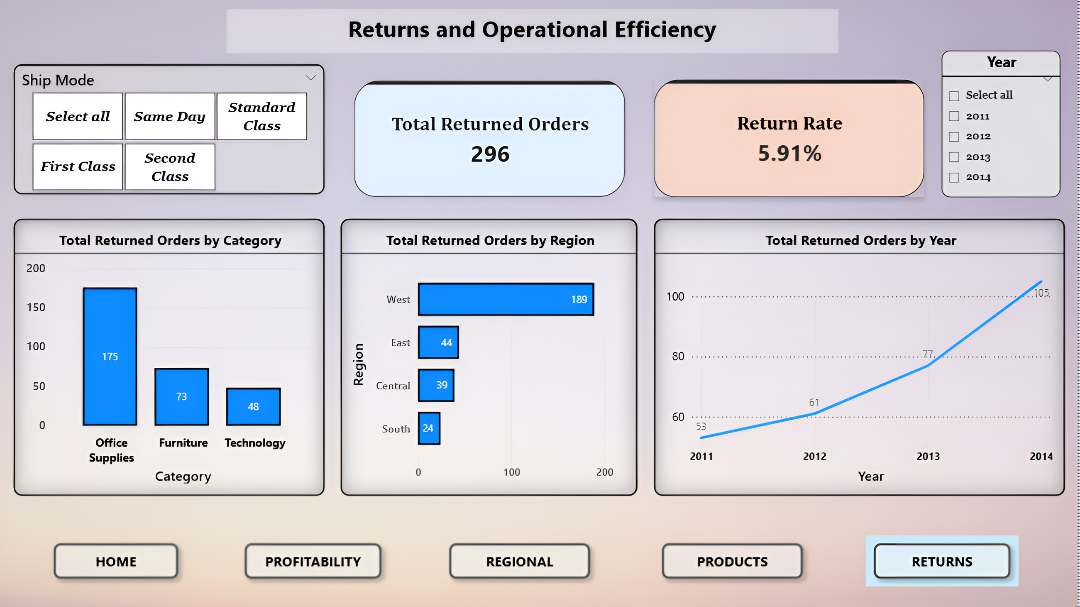 Returns and Operational Efficiency
Ship Mode
Select all
Same Day
Standard
Class
First Class
Second
Class
Total Returned Orders
296
Return Rate
5.91%
Year
Select all
2011
2012
2013
2014
Total Returned Orders by Category
200
150
100
50
0
175
73
48
Office
Supplies
Furniture
Technology
Category
Total Returned Orders by Region
Region
West
189
East
44
Central
39
South
24
0
100
200
Total Returned Orders by Year
100
80
60
53
61
77
105
2011
2012
2013
2014
Year
HOME
PROFITABILITY
REGIONAL
PRODUCTS
RETURNS